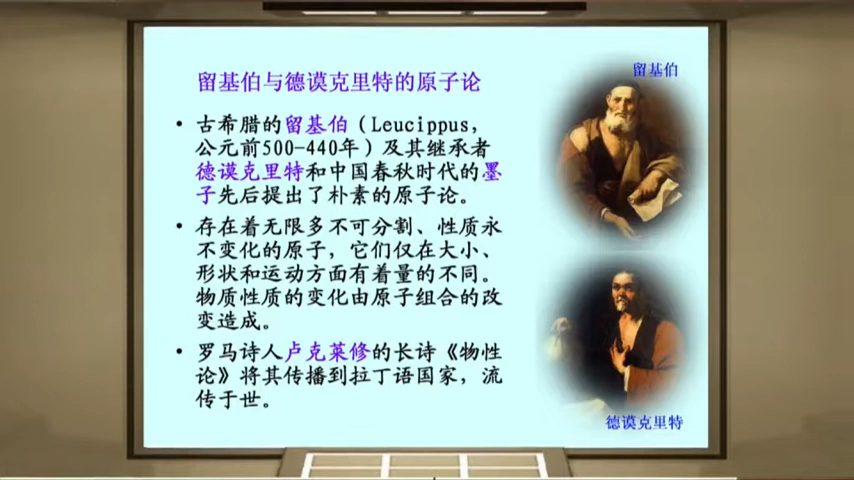 留基伯与德谟克里特的原子论
留基伯
• 古希腊的留基伯（Leucippus，
公元前500-440年）及其继承者
德谟克里特和中国春秋时代的墨
子先后提出了朴素的原子论。
• 存在着无限多不可分割、性质永
不变化的原子，它们仅在大小、
形状和运动方面有着量的不同。
物质性质的变化由原子组合的改
变造成。
• 罗马诗人卢克莱修的长诗《物性
论》将其传播到拉丁语国家，流
传于世。
德谟克里特